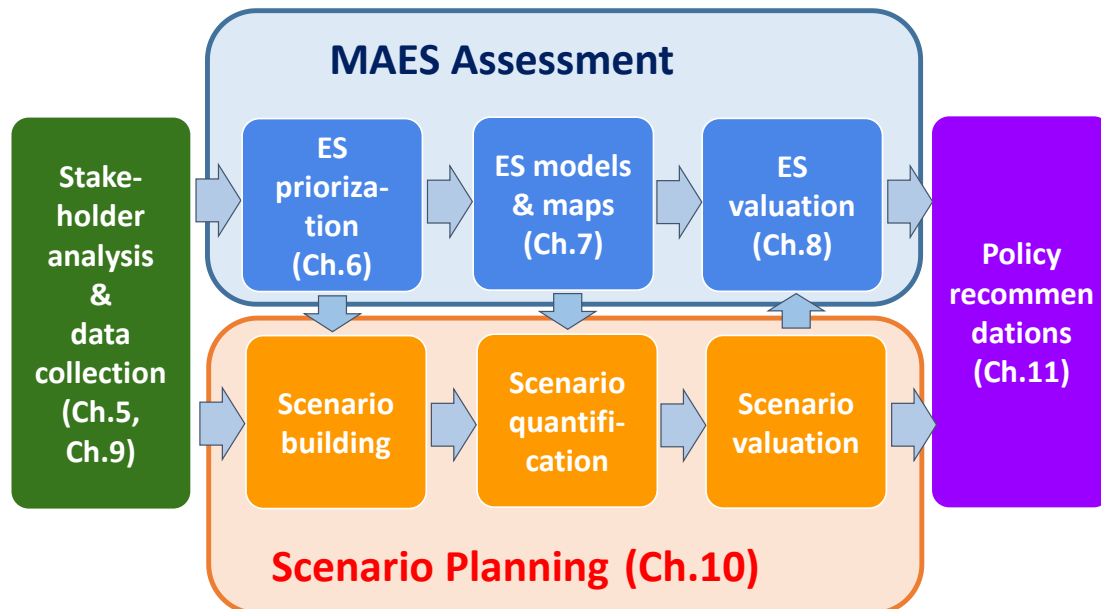 MAES Assessment
Stake-
holder
analysis
&
data
collection
(Ch.5,
Ch.9)
ES
prioriza-
tion
(Ch.6)
ES models
& maps
(Ch.7)
ES
valuation
(Ch.8)
Policy
recommen
dations
(Ch.11)
Scenario
building
Scenario
quantifi-
cation
Scenario
valuation
Scenario Planning (Ch.10)